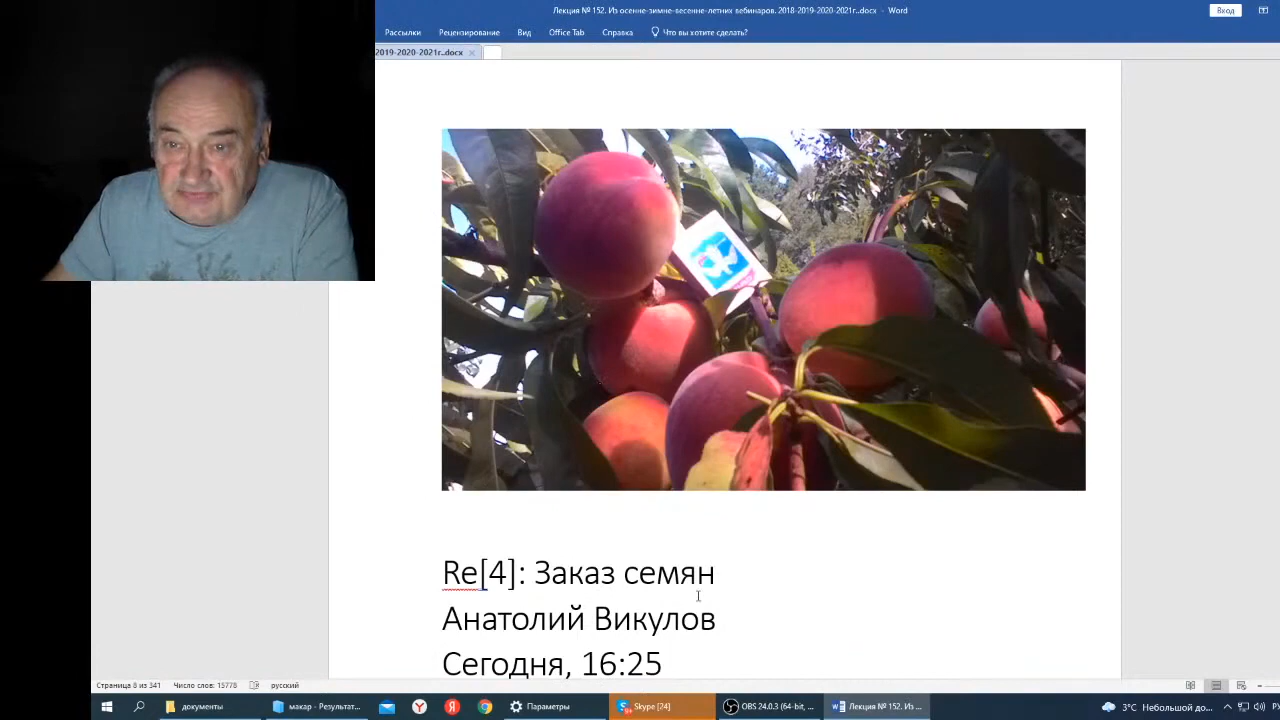 Лекция № 152. Из осенне-зимне-весенне-летних вебинаров. 2018-2019-2020-2021г..docx - Word
Вход
Рассылки Рецензирование Вид Office Tab Справка Что вы хотите сделать?
2019-2020-2021г..docx
Re[4]: Заказ семян
Анатолий Викулов
Сегодня, 16:25
Страница 8 из 341 Число слов: 15778 русский
документы
макар - Результат...
Параметры
Skype [24]
OBS 24.0.3 (64-bit, ...
Лекция № 152. Из ...
3°C Небольшой до...